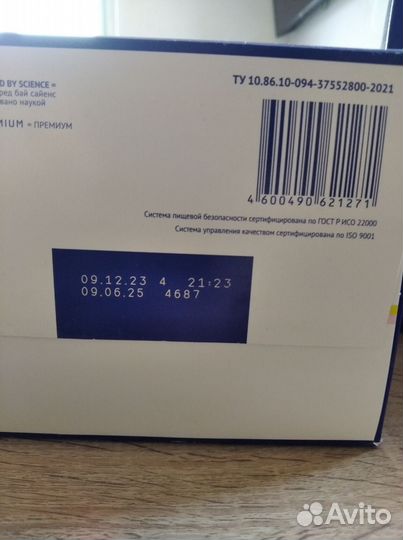 D BY SCIENCE =
ред бай сайенс
вано наукой
MIUM = ПРЕМИУМ
ТУ 10.86.10-094-37552800-2021
4 600490 621271
Система пищевой безопасности сертифицирована по ГОСТ Р ИСО 22000
Система управления качеством сертифицирована по ISO 9001
09.12.23 4 21:23
09.06.25 4687
Avito